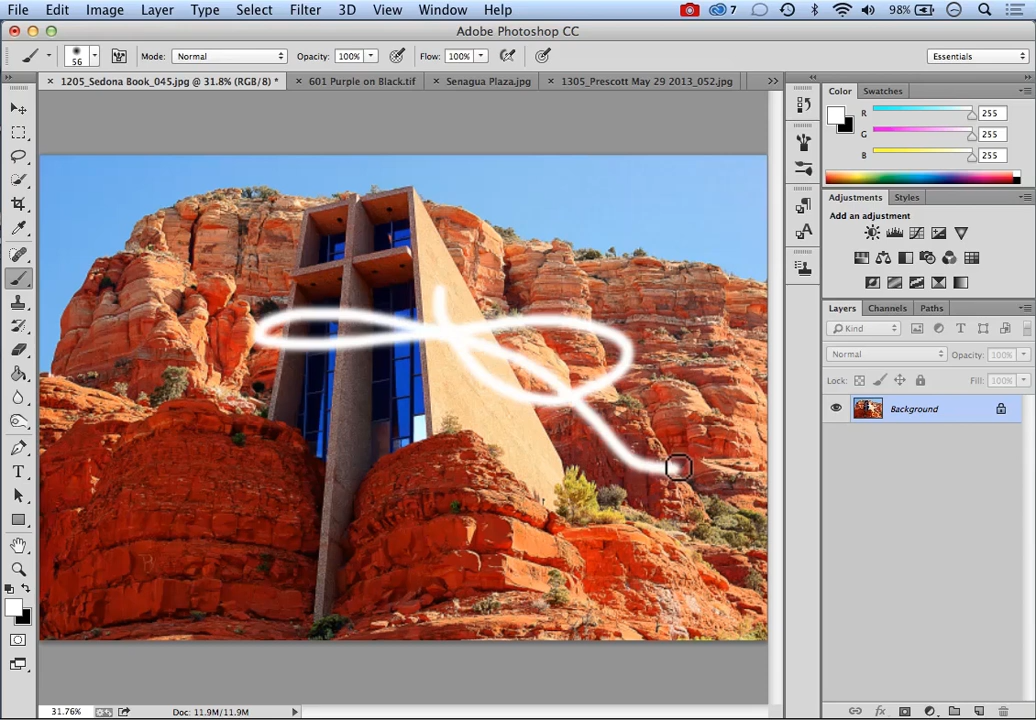 File Edit Image Layer Type Select Filter 3D View Window Help 7 98%
Adobe Photoshop CC
56 Mode: Normal Opacity: 100% Flow: 100% Essentials
1205_Sedona Book_045.jpg @ 31.8% (RGB/8) * 601 Purple on Black.tif Senagua Plaza.jpg 1305_Prescott May 29 2013_052.jpg
Color Swatches
R 255
G 255
B 255
Adjustments Styles
Add an adjustment
Layers Channels Paths
Kind
Normal Opacity: 100%
Lock: Fill: 100%
Background
31.76% Doc: 11.9M/11.9M